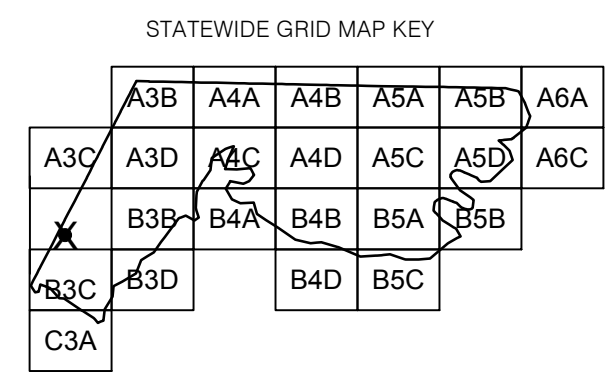 STATEWIDE GRID MAP KEY
A3B A4A A4B A5A A5B A6A
A3C A3D A4C A4D A5C A5D A6C
X B3B B4A B4B B5A B5B
B3C B3D B4D B5C
C3A